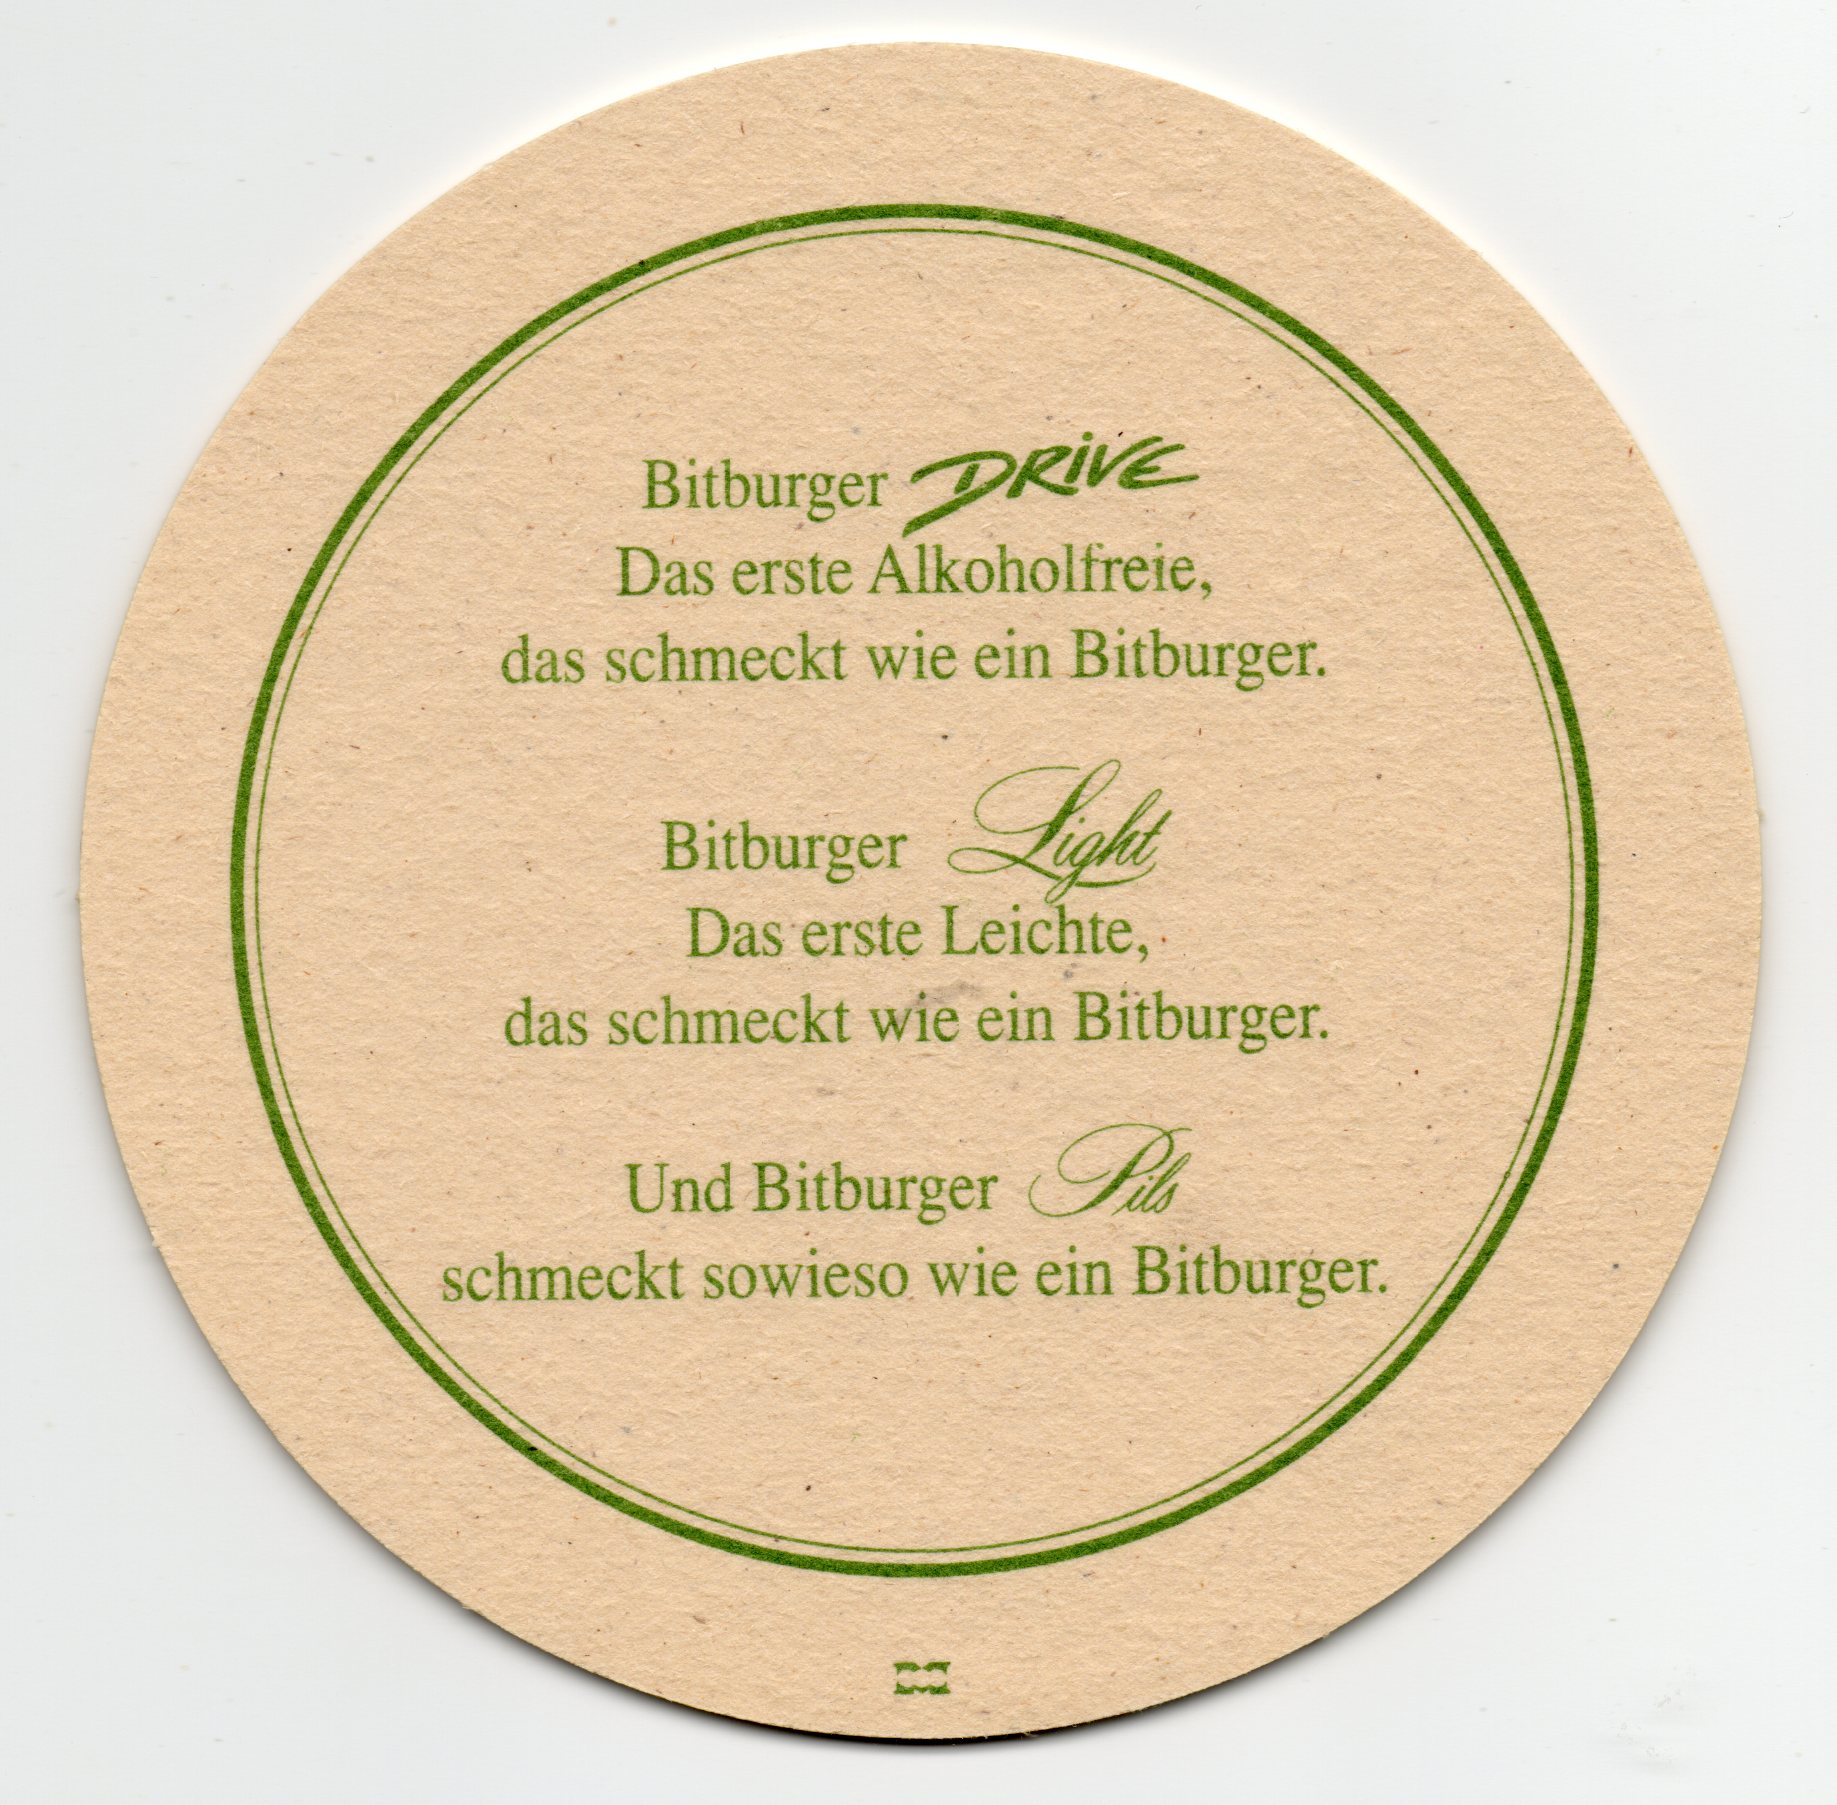 Bitburger DRIVE
Das erste Alkoholfreie,
das schmeckt wie ein Bitburger.
Bitburger Light
Das erste Leichte,
das schmeckt wie ein Bitburger.
Und Bitburger Pils
schmeckt sowieso wie ein Bitburger.